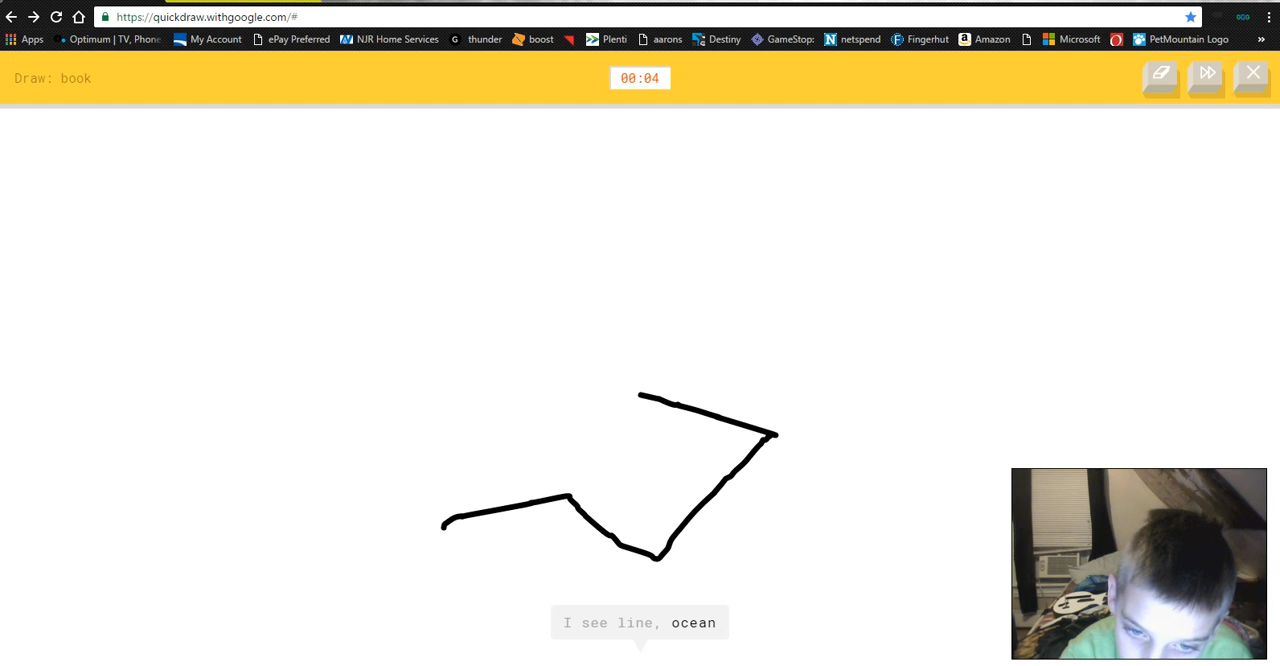 https://quickdraw.withgoogle.com/#
Apps Optimum | TV, Phone My Account ePay Preferred NJR Home Services thunder boost Plenti aarons Destiny GameStop: netspend Fingerhut Amazon Microsoft PetMountain Logo »
Draw: book 00:04
I see line, ocean